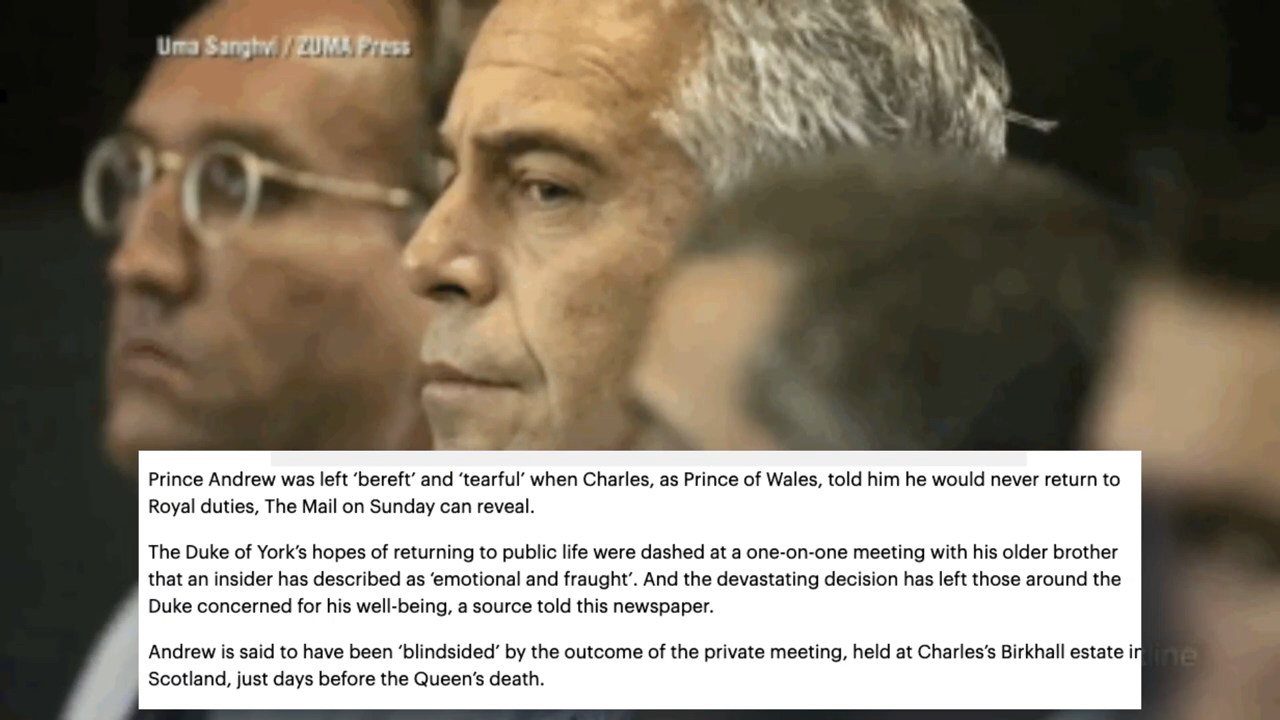 Uma Sanghvi / ZUMA Press
Prince Andrew was left ‘bereft’ and ‘tearful’ when Charles, as Prince of Wales, told him he would never return to
Royal duties, The Mail on Sunday can reveal.
The Duke of York’s hopes of returning to public life were dashed at a one-on-one meeting with his older brother
that an insider has described as ‘emotional and fraught’. And the devastating decision has left those around the
Duke concerned for his well-being, a source told this newspaper.
Andrew is said to have been ‘blindsided’ by the outcome of the private meeting, held at Charles’s Birkhall estate in
Scotland, just days before the Queen’s death.